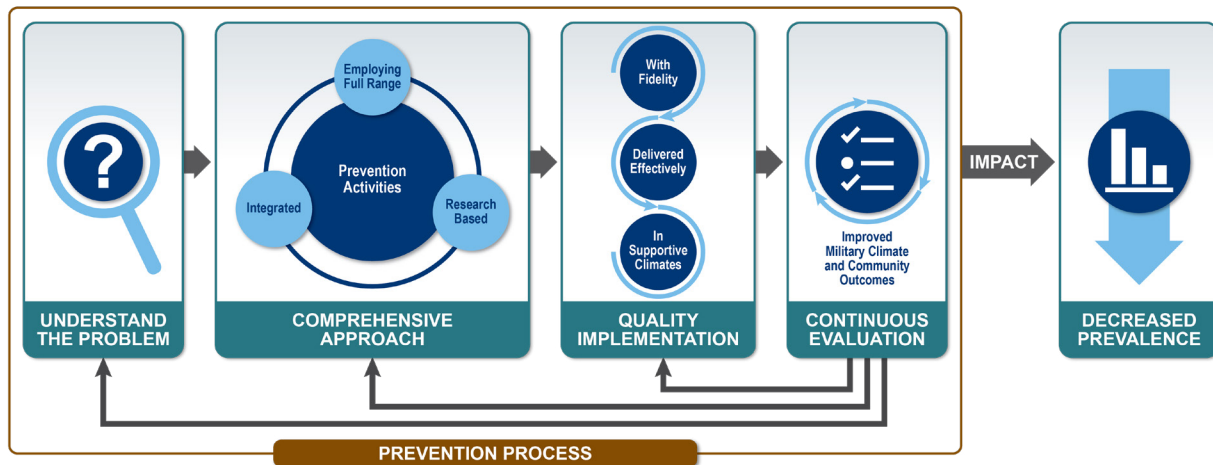 Employing
Full Range
Prevention
Activities
Integrated
Research
Based
With
Fidelity
Delivered
Effectively
In
Supportive
Climates
Improved
Military Climate
and Community
Outcomes
IMPACT
UNDERSTAND
THE PROBLEM
COMPREHENSIVE
APPROACH
QUALITY
IMPLEMENTATION
CONTINUOUS
EVALUATION
DECREASED
PREVALENCE
PREVENTION PROCESS